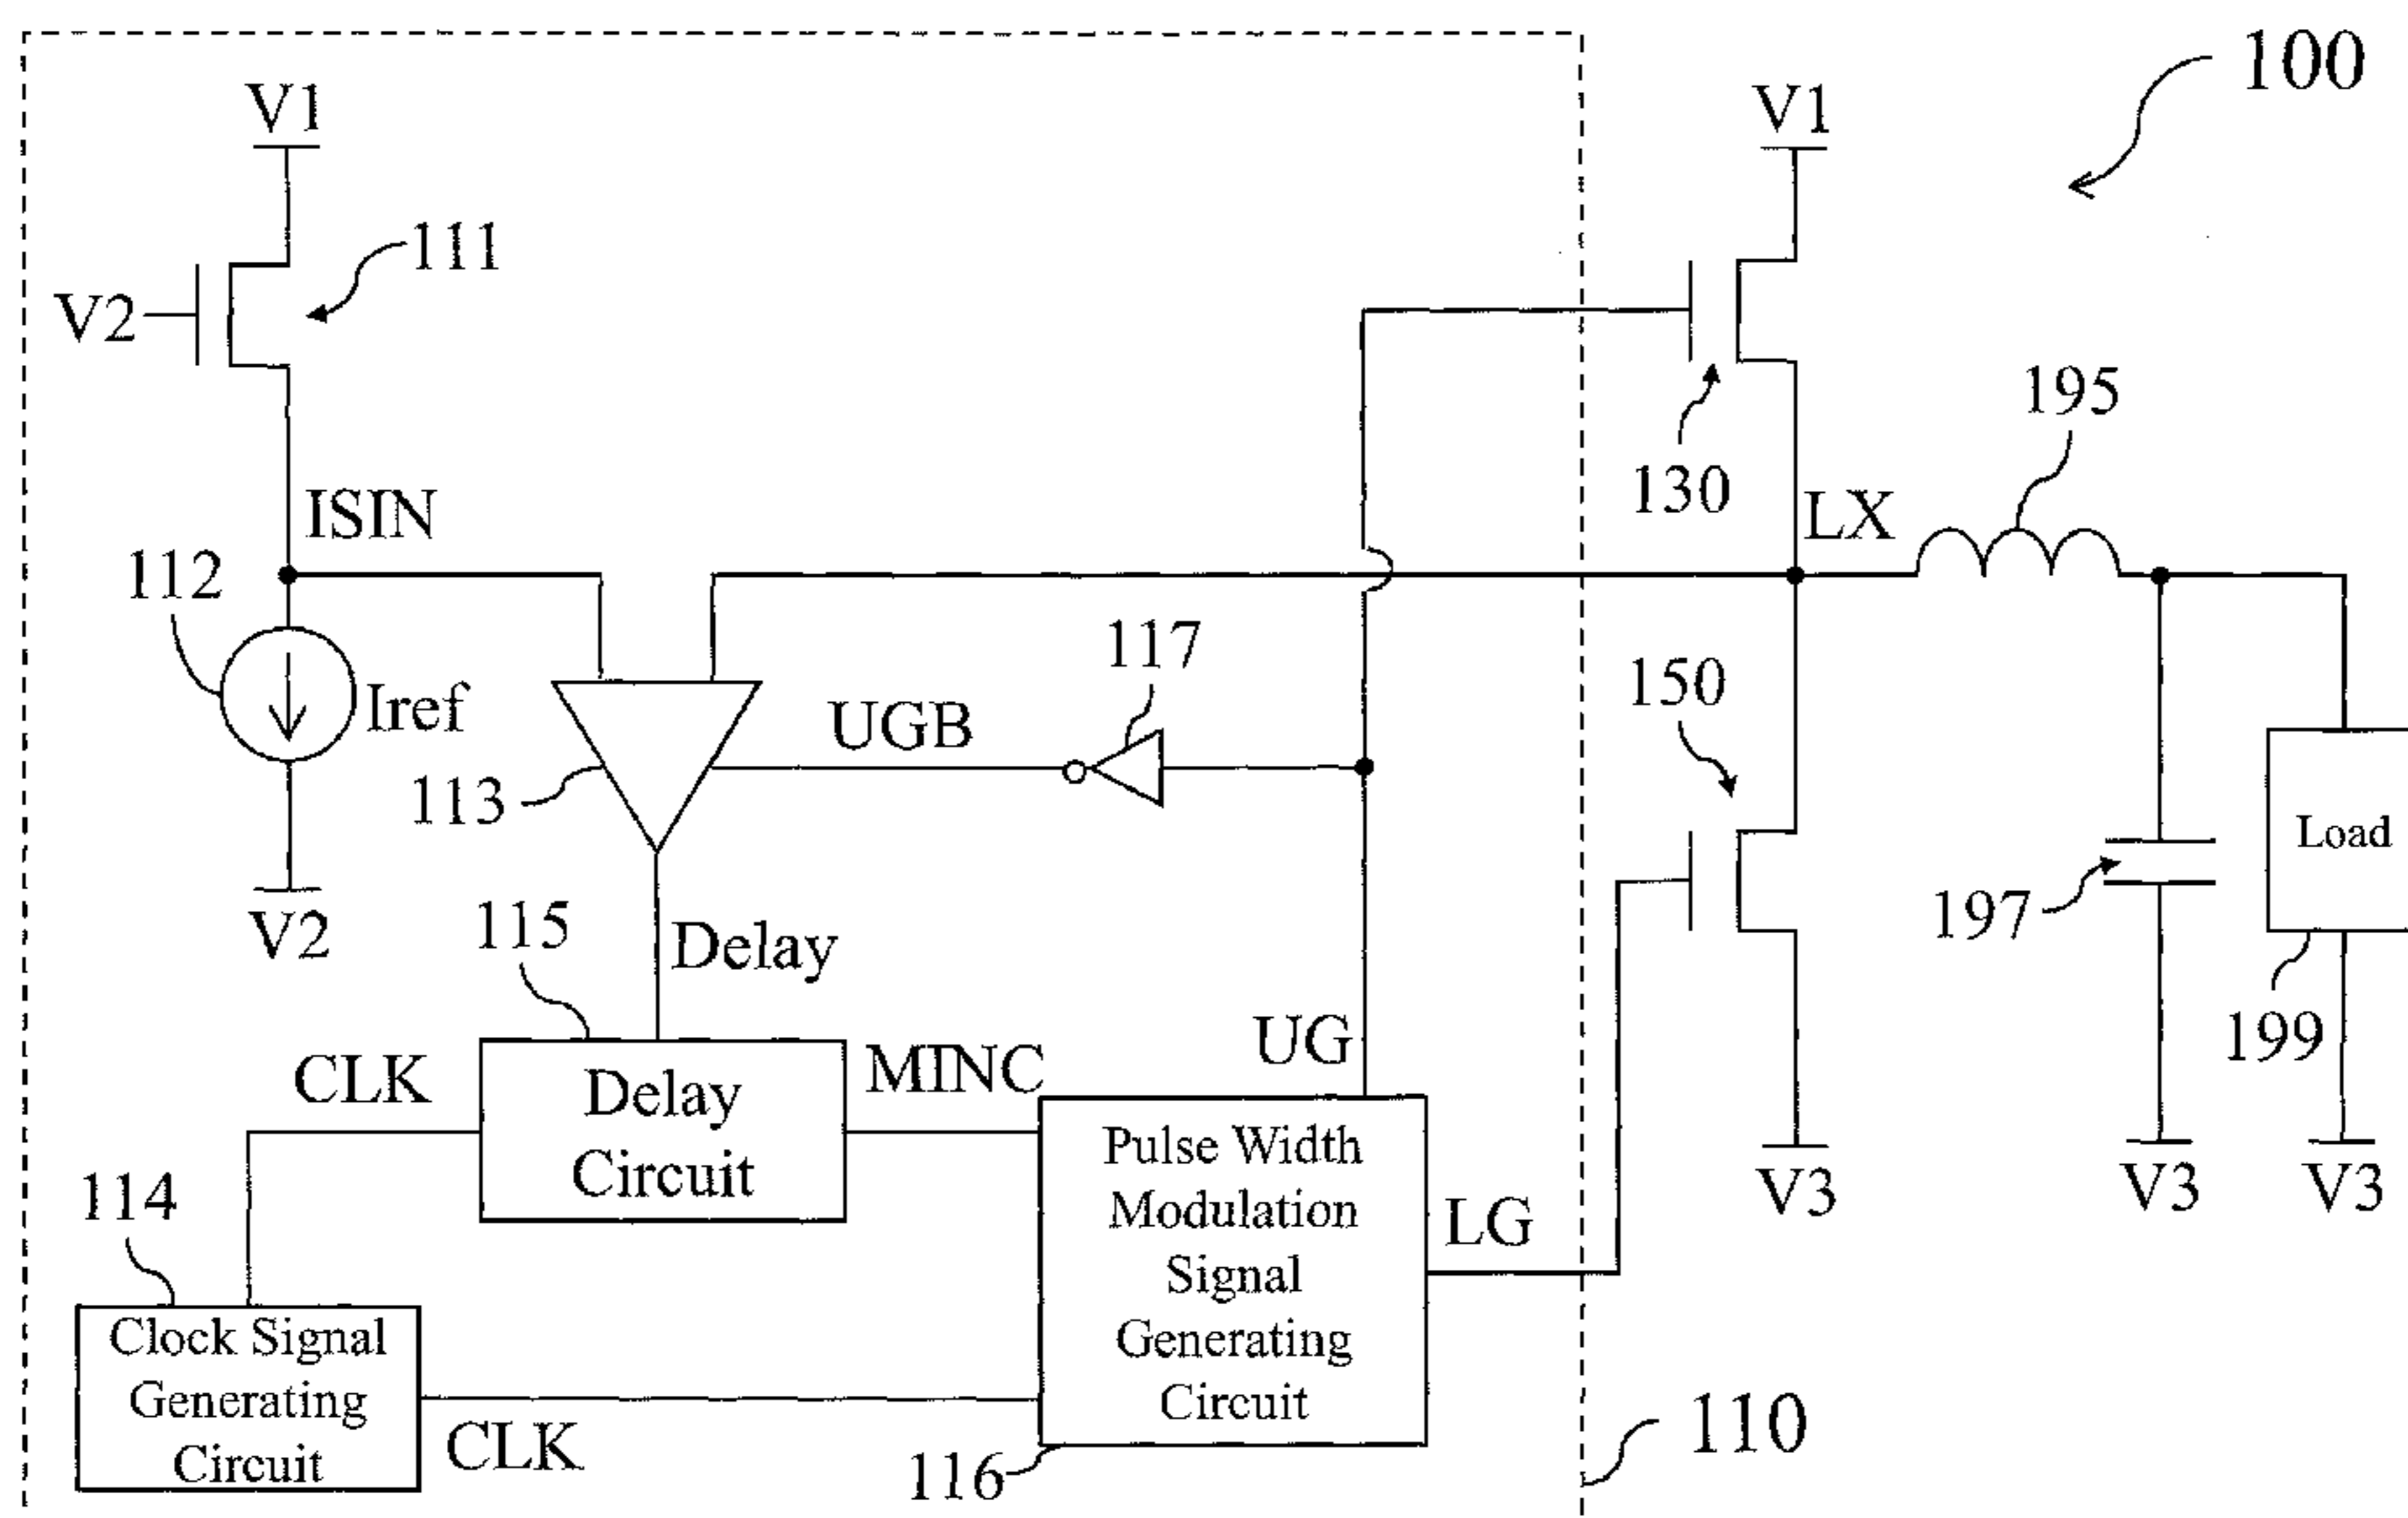 100
V1
V1
111
V2
130
195
ISIN
LX
112
117
150
Iref
UGB
113
Load
197
V2
115
Delay
199
CLK
Delay
Circuit
MINC
UG
Pulse Width
Modulation
Signal
Generating
Circuit
LG
V3
V3
V3
114
Clock Signal
Generating
Circuit
CLK
116
110